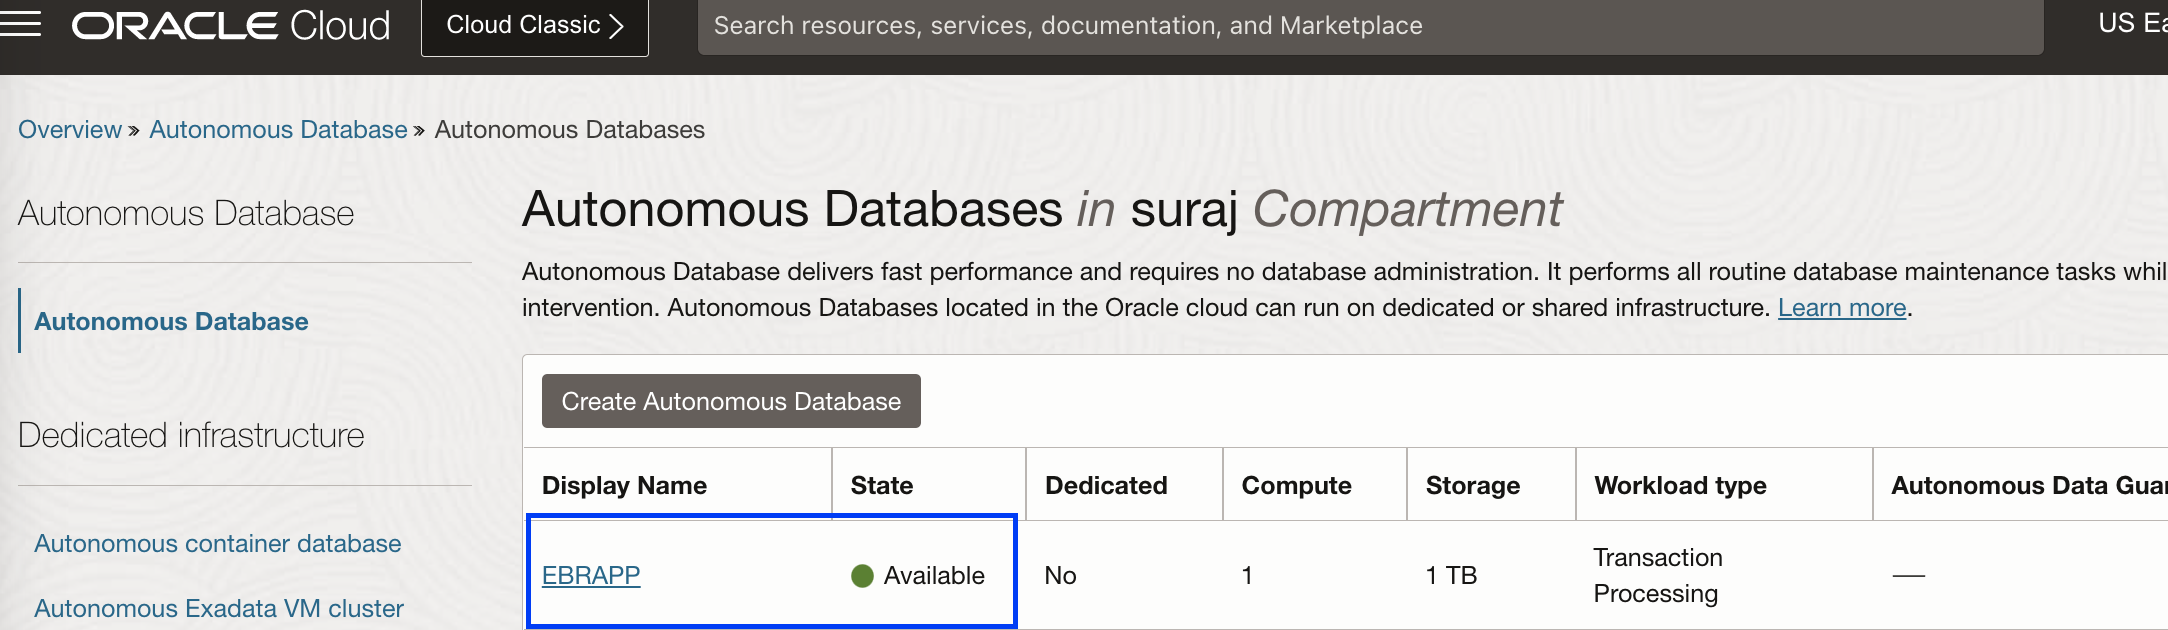 ORACLE Cloud
Cloud Classic
Search resources, services, documentation, and Marketplace
US Ea
Overview » Autonomous Database » Autonomous Databases
Autonomous Database
Autonomous Database
Dedicated infrastructure
Autonomous container database
Autonomous Exadata VM cluster
Autonomous Databases in suraj Compartment
Autonomous Database delivers fast performance and requires no database administration. It performs all routine database maintenance tasks whil
intervention. Autonomous Databases located in the Oracle cloud can run on dedicated or shared infrastructure. Learn more.
Create Autonomous Database
Display Name State Dedicated Compute Storage Workload type Autonomous Data Guar
EBRAPP Available No 1 1 TB Transaction
Processing —